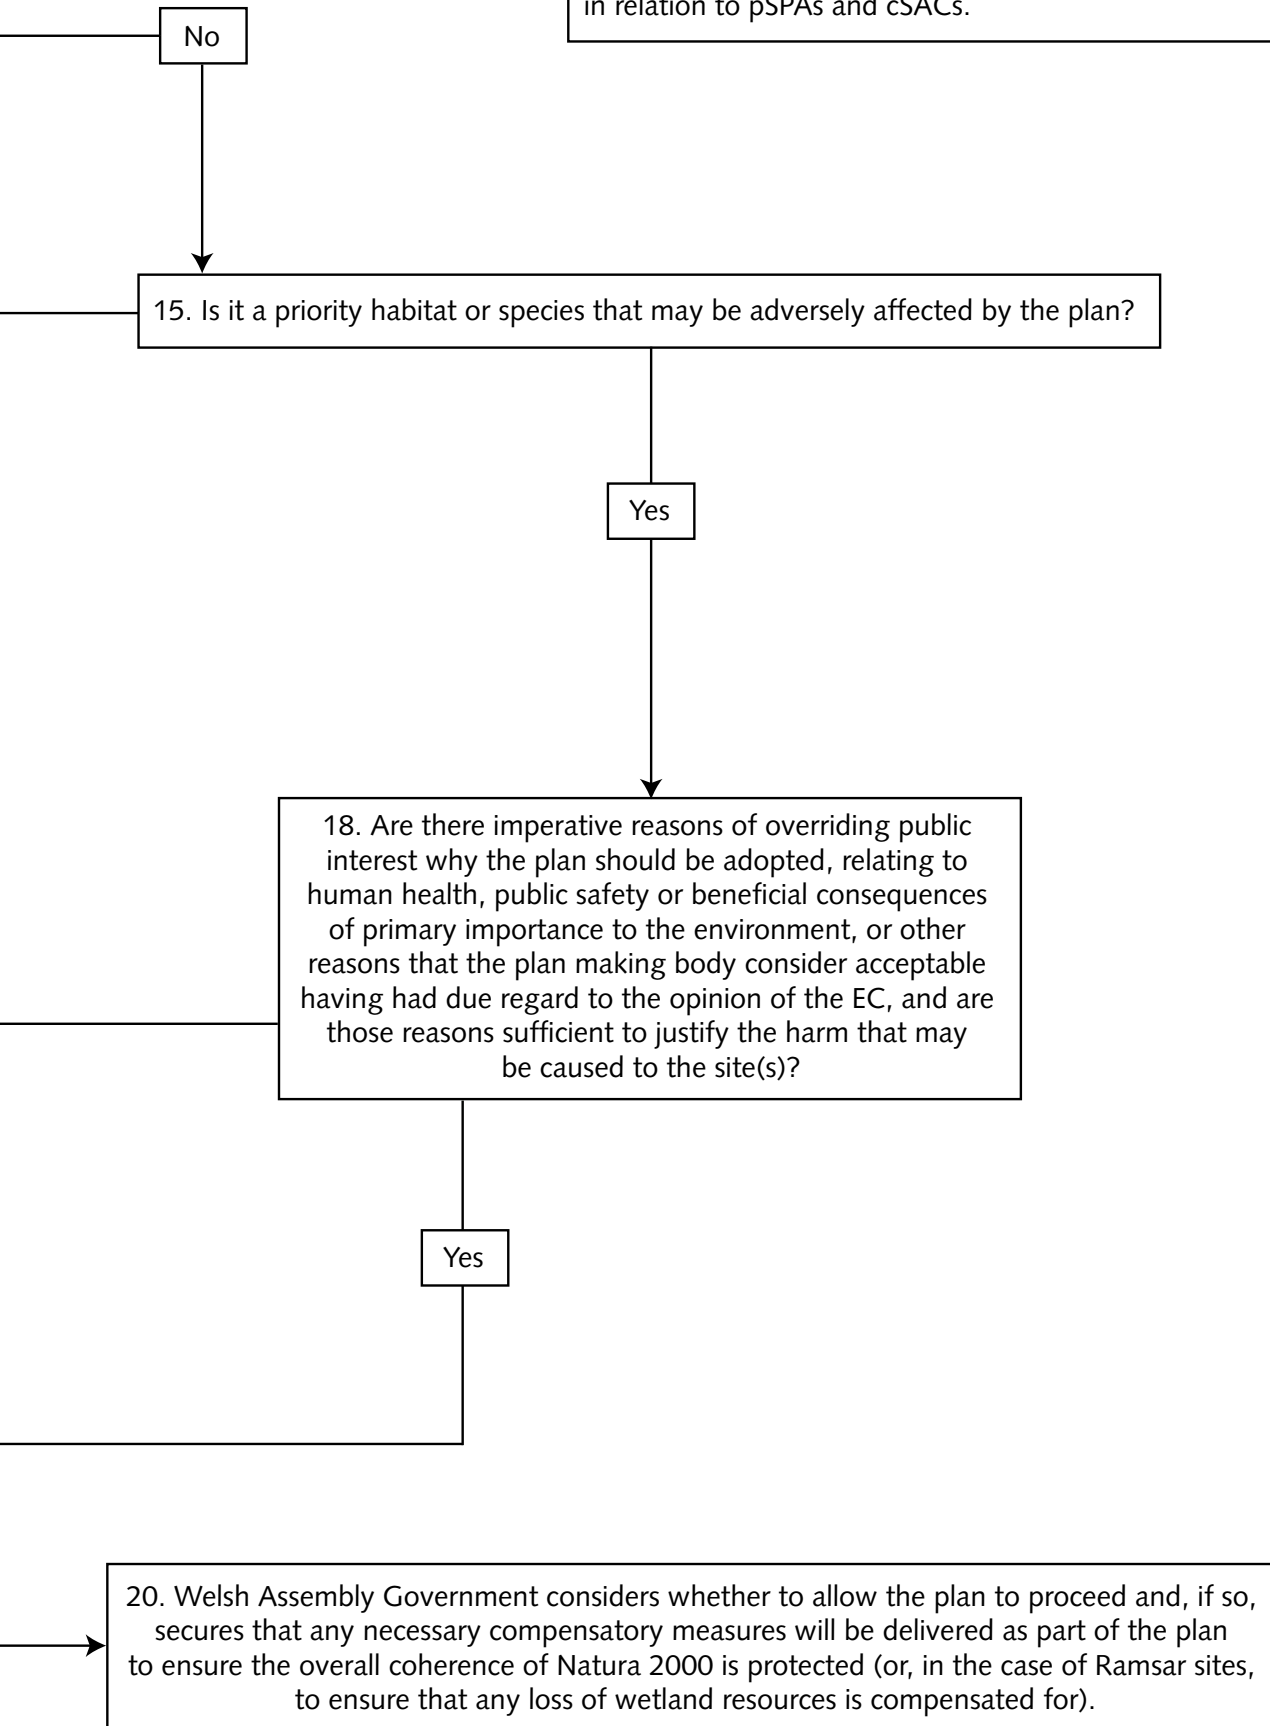 in relation to pSPAs and cSACs.
No
15. Is it a priority habitat or species that may be adversely affected by the plan?
Yes
18. Are there imperative reasons of overriding public
interest why the plan should be adopted, relating to
human health, public safety or beneficial consequences
of primary importance to the environment, or other
reasons that the plan making body consider acceptable
having had due regard to the opinion of the EC, and are
those reasons sufficient to justify the harm that may
be caused to the site(s)?
Yes
20. Welsh Assembly Government considers whether to allow the plan to proceed and, if so,
secures that any necessary compensatory measures will be delivered as part of the plan
to ensure the overall coherence of Natura 2000 is protected (or, in the case of Ramsar sites,
to ensure that any loss of wetland resources is compensated for).